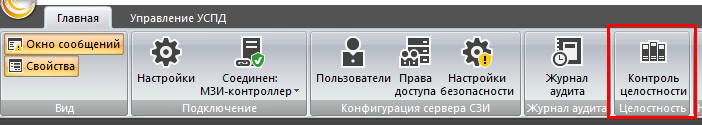 Главная Управление УСПД
Окно сообщений
Свойства
Настройки
Соединен:
МЗИ-контроллер
Пользователи
Права
доступа
Настройки
безопасности
Журнал
аудита
Контроль
целостности
Вид Подключение Конфигурация сервера СЗИ Журнал аудита Целостность